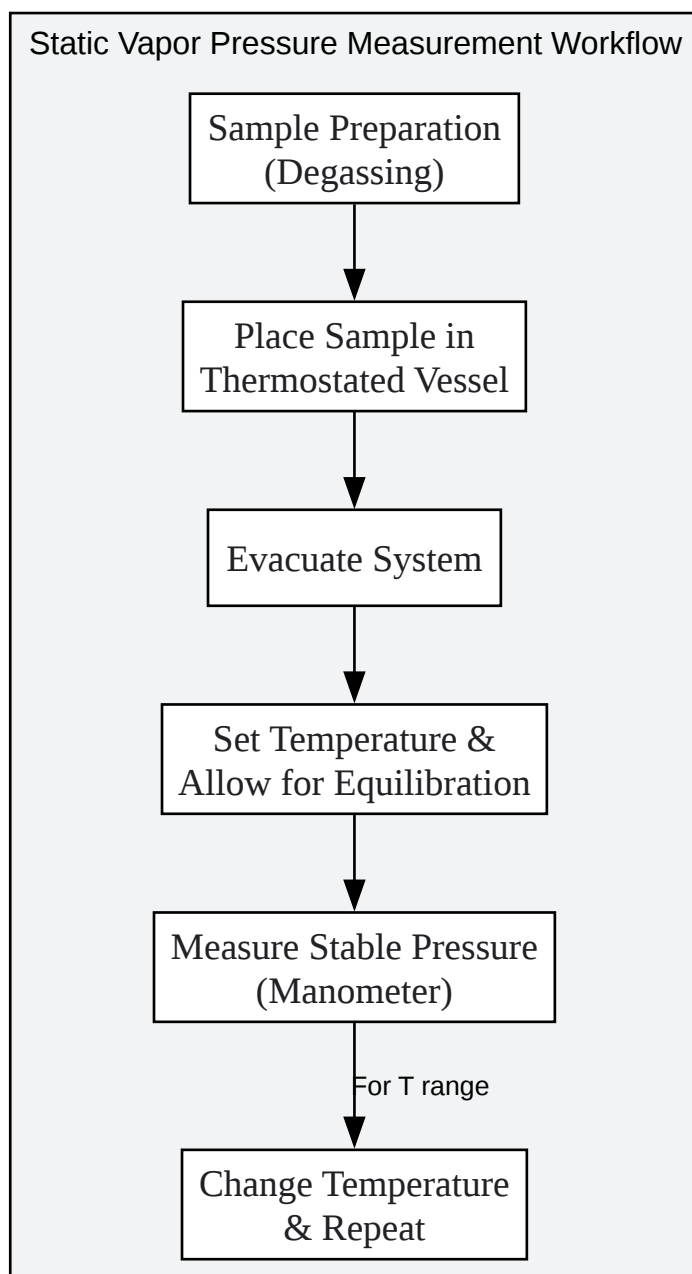 Static Vapor Pressure Measurement Workflow
Sample Preparation
(Degassing)
Place Sample in
Thermostated Vessel
Evacuate System
Set Temperature &
Allow for Equilibration
Measure Stable Pressure
(Manometer)
For T range
Change Temperature
& Repeat